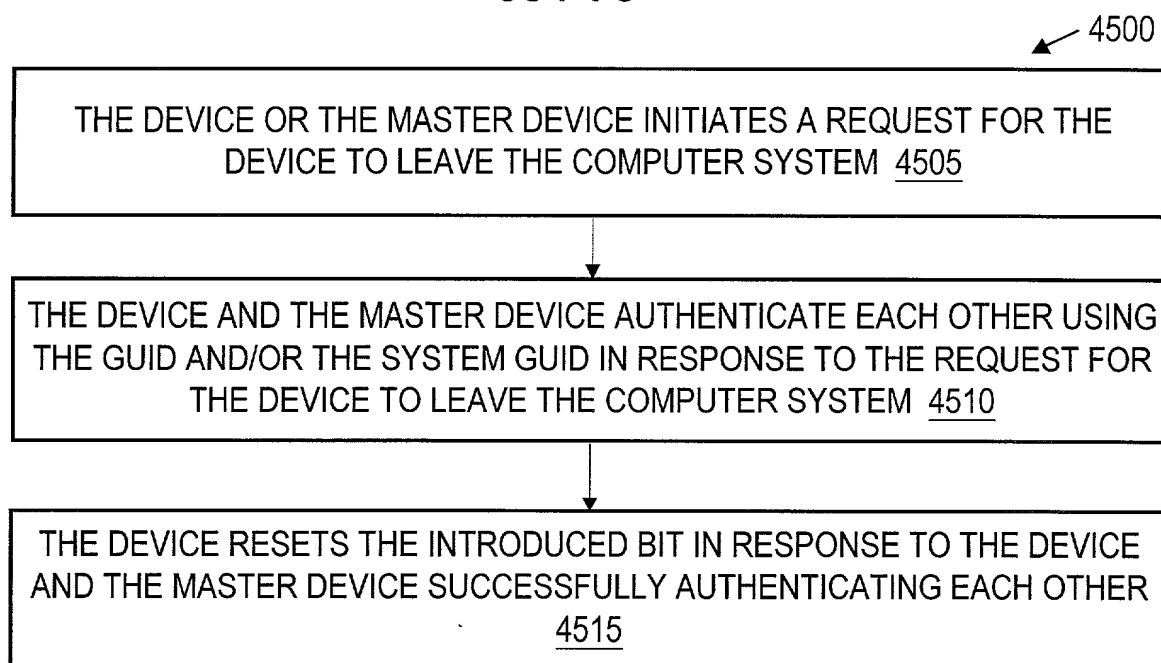 4500
THE DEVICE OR THE MASTER DEVICE INITIATES A REQUEST FOR THE
DEVICE TO LEAVE THE COMPUTER SYSTEM 4505
THE DEVICE AND THE MASTER DEVICE AUTHENTICATE EACH OTHER USING
THE GUID AND/OR THE SYSTEM GUID IN RESPONSE TO THE REQUEST FOR
THE DEVICE TO LEAVE THE COMPUTER SYSTEM 4510
THE DEVICE RESETS THE INTRODUCED BIT IN RESPONSE TO THE DEVICE
AND THE MASTER DEVICE SUCCESSFULLY AUTHENTICATING EACH OTHER
4515